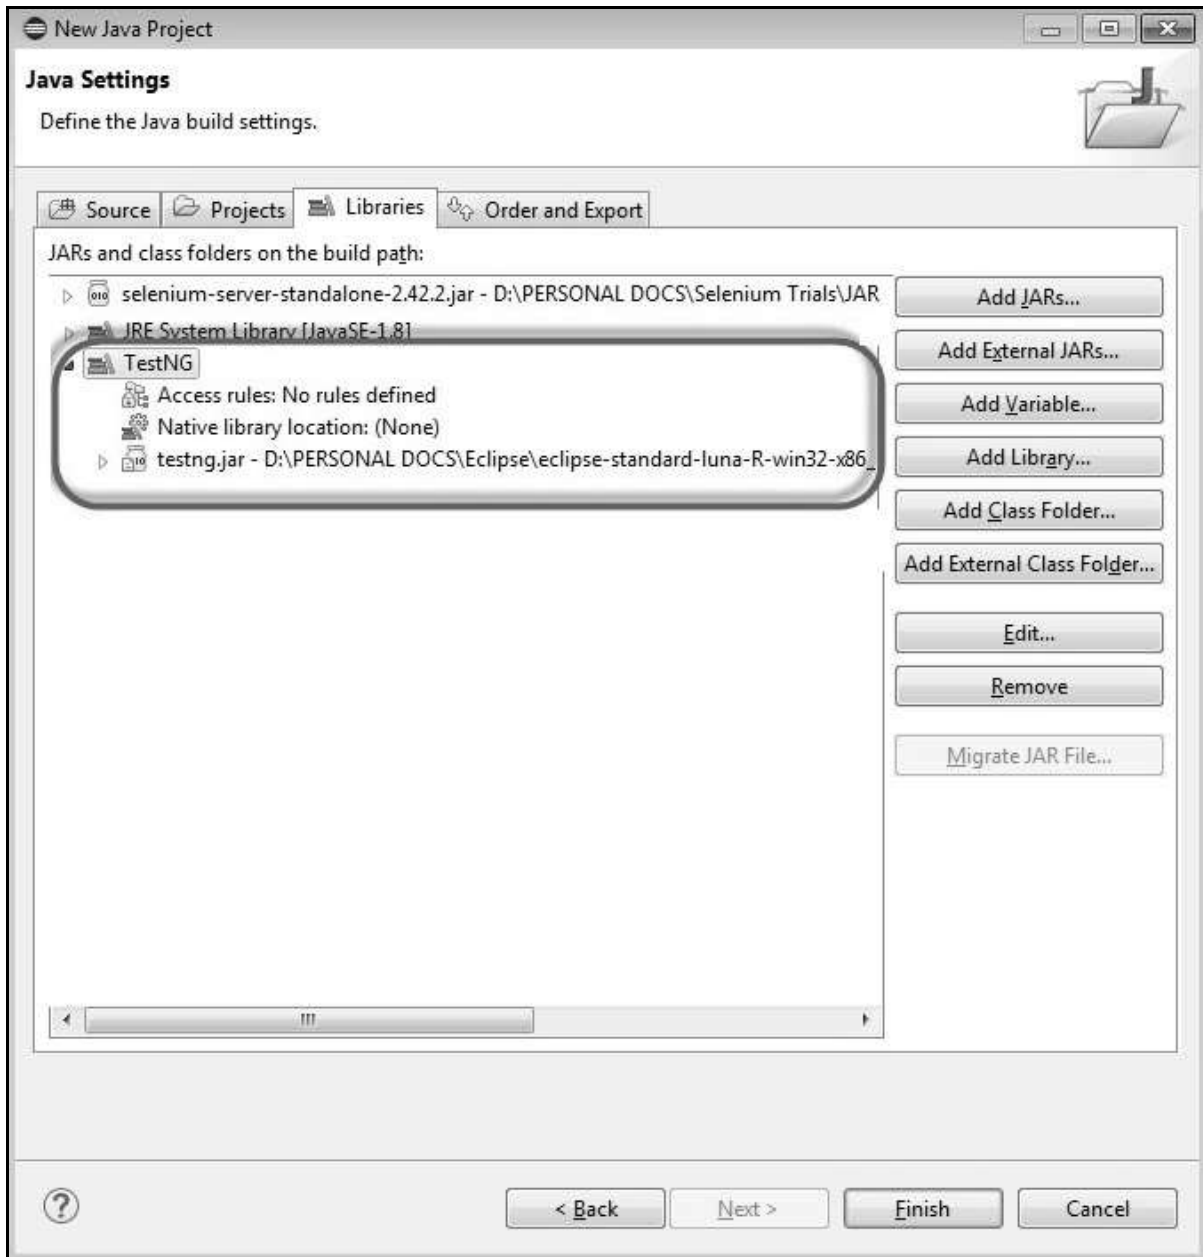 New Java Project
Java Settings
Define the Java build settings.
Source Projects Libraries Order and Export
JARs and class folders on the build path:
selenium-server-standalone-2.42.2.jar - D:\PERSONAL DOCS\Selenium Trials\JAR
JRE System Library [JavaSE-1.8]
TestNG
Access rules: No rules defined
Native library location: (None)
testng.jar - D:\PERSONAL DOCS\Eclipse\eclipse-standard-luna-R-win32-x86_
Add JARs...
Add External JARs...
Add Variable...
Add Library...
Add Class Folder...
Add External Class Folder...
Edit...
Remove
Migrate JAR File...
< Back Next > Finish Cancel